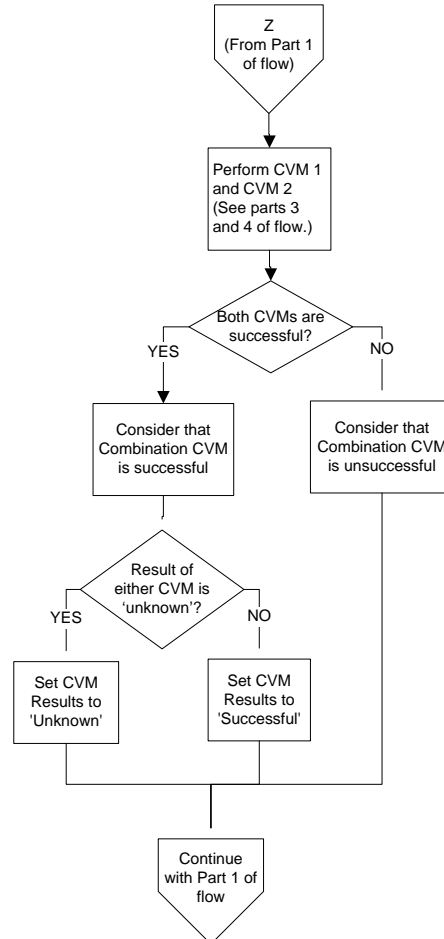 Z
(From Part 1
of flow)
Perform CVM 1
and CVM 2
(See parts 3
and 4 of flow.)
Both CVMs are
successful?
YES
NO
Consider that
Combination CVM
is successful
Consider that
Combination CVM
is unsuccessful
Result of
either CVM is
‘unknown’?
YES
NO
Set CVM
Results to
'Unknown'
Set CVM
Results to
'Successful'
Continue
with Part 1 of
flow